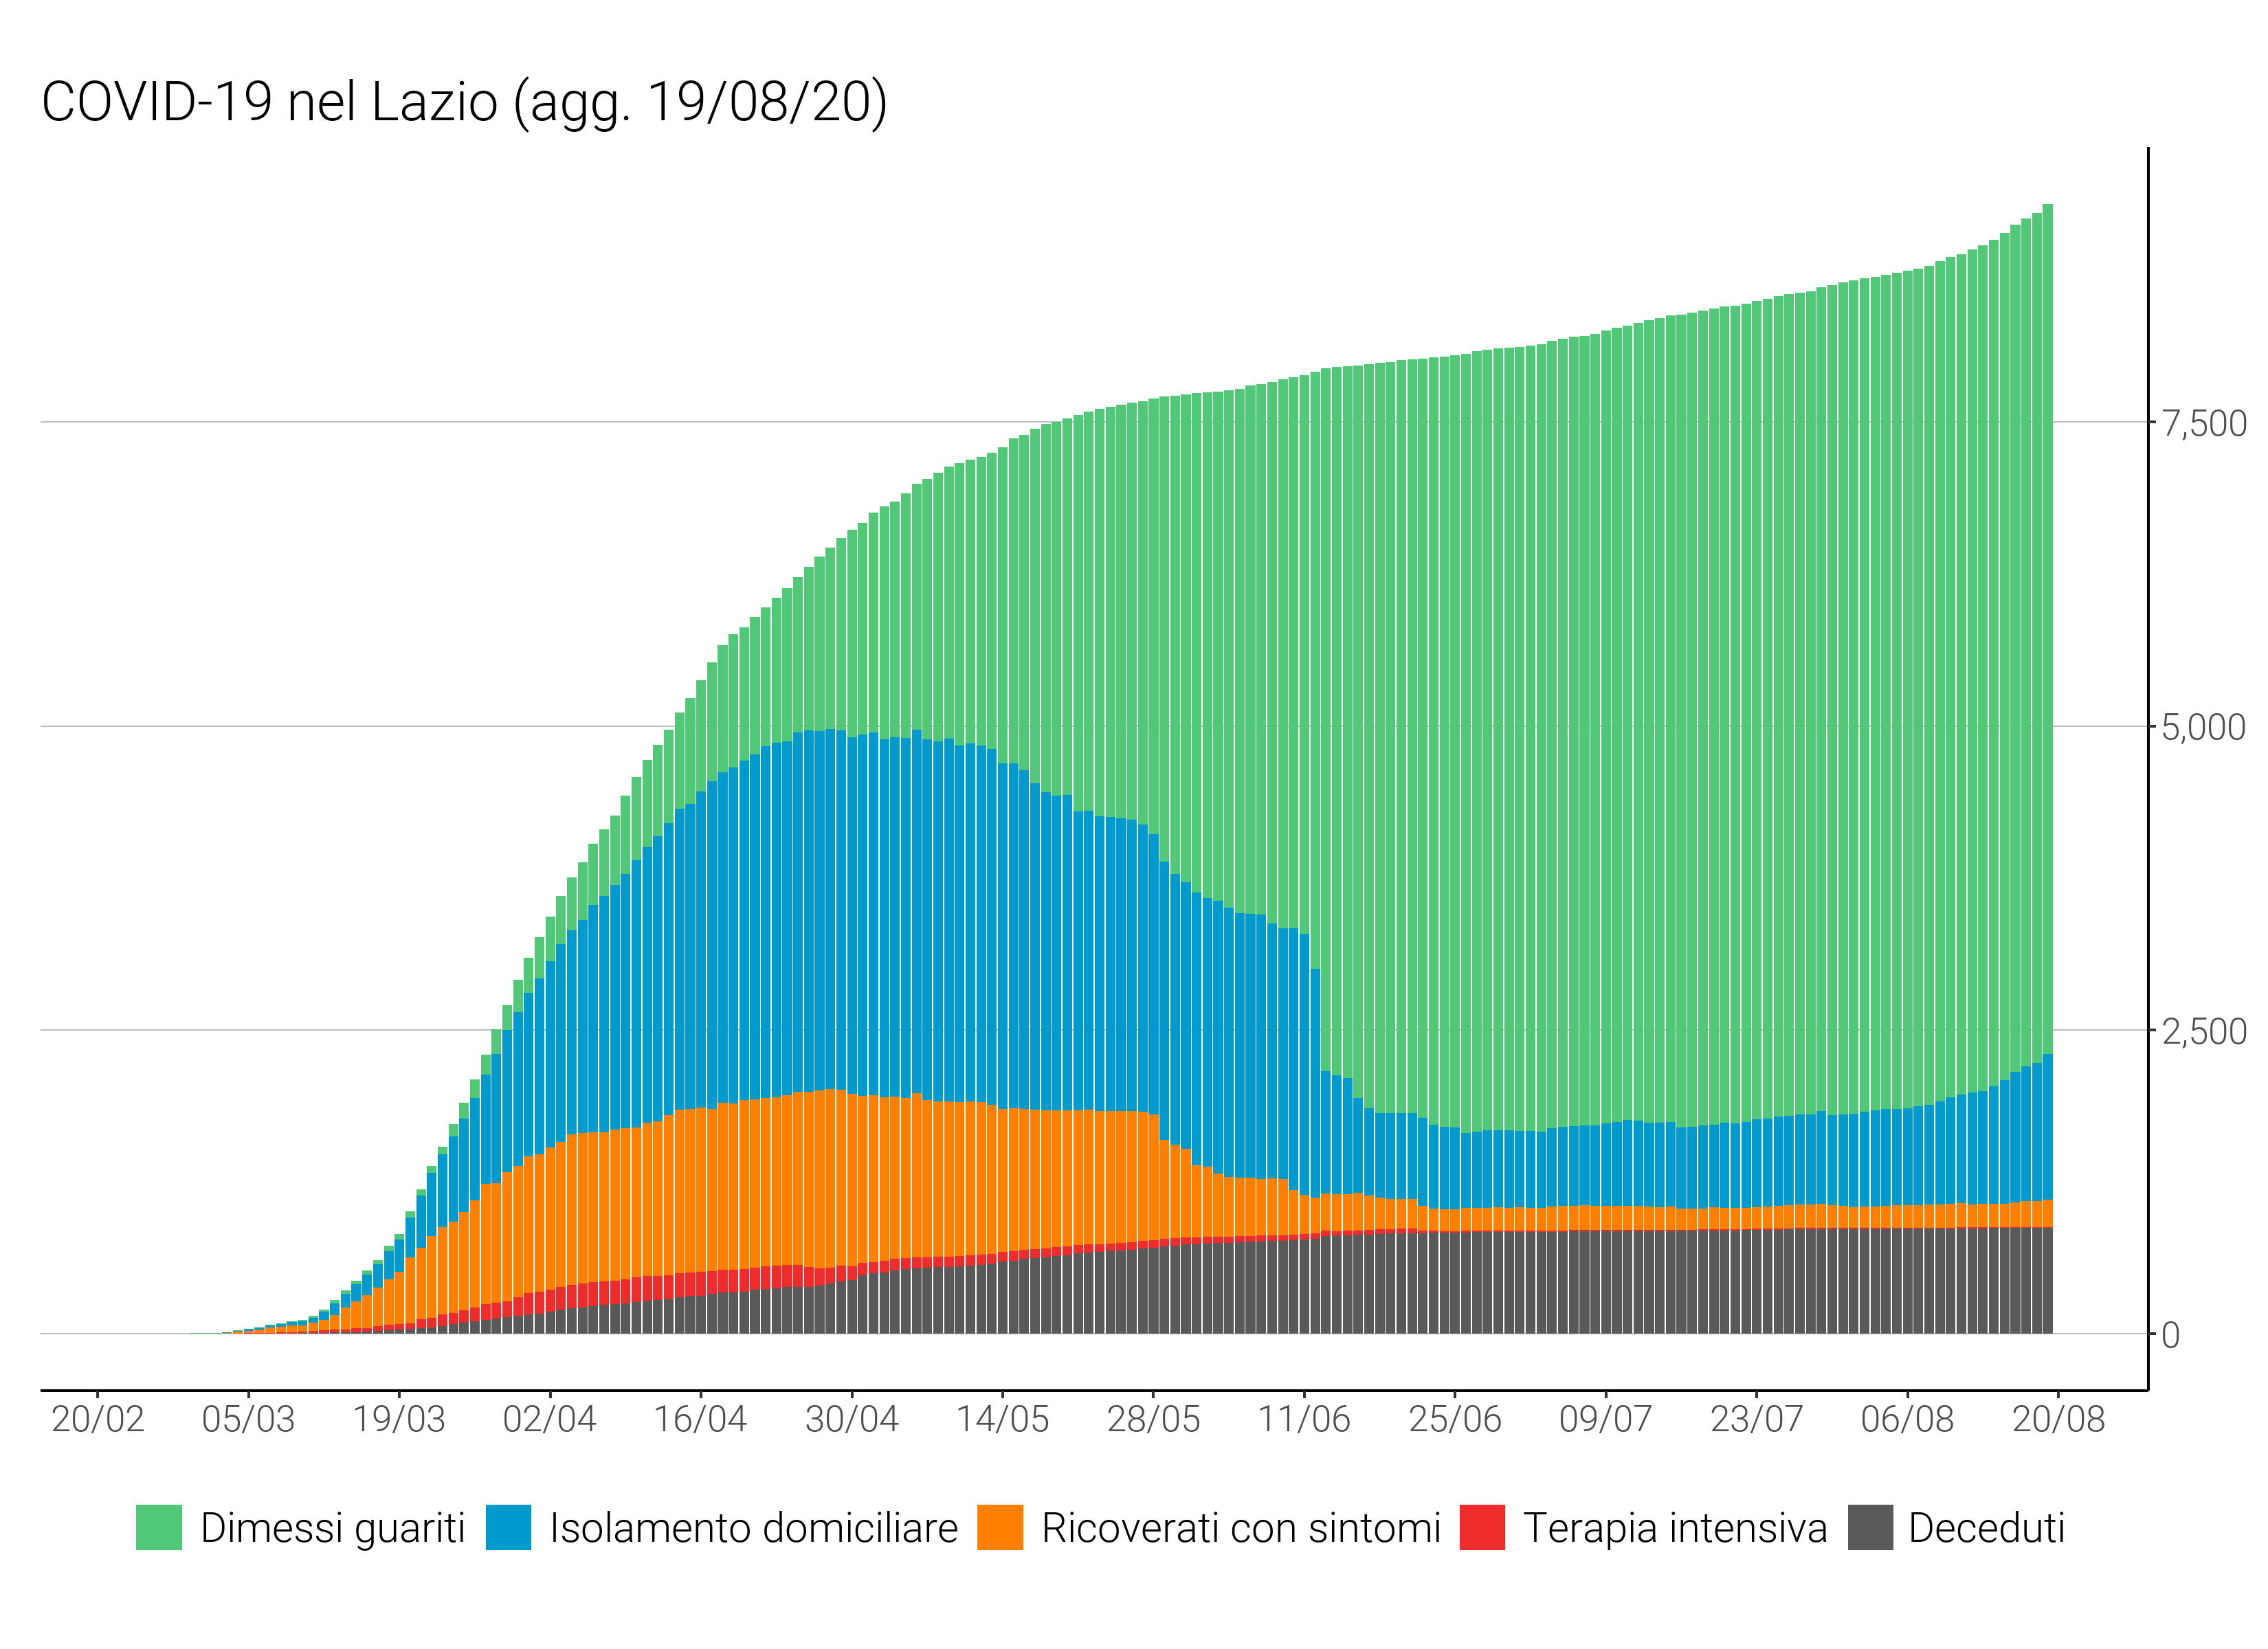 COVID-19 nel Lazio (agg. 19/08/20)
7,500
5,000
2,500
0
20/02 05/03 19/03 02/04 16/04 30/04 14/05 28/05 11/06 25/06 09/07 23/07 06/08 20/08
Dimessi guariti Isolamento domiciliare Ricoverati con sintomi Terapia intensiva Deceduti